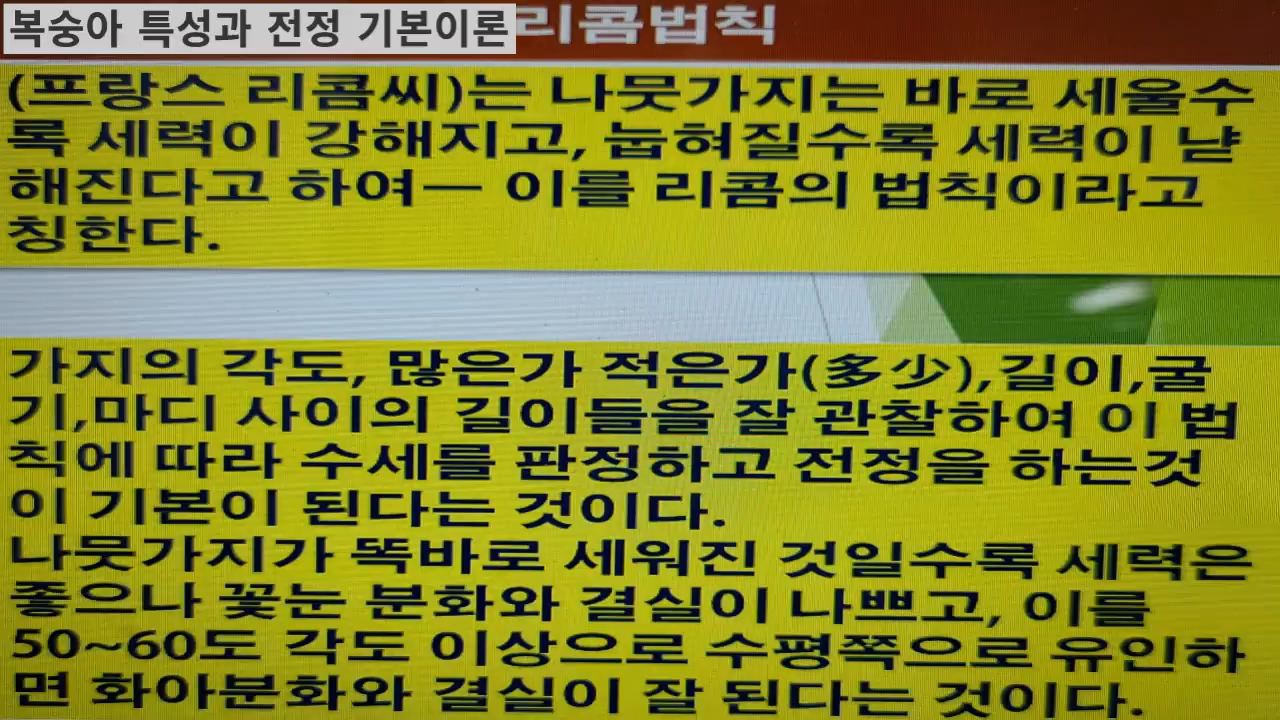 복숭아 특성과 전정 기본이론 리콤법칙
(프랑스 리콤씨)는 나뭇가지는 바로 세울수
록 세력이 강해지고, 눕혀질수록 세력이 낟
해진다고 하여ㅡ 이를 리콤의 법칙이라고
칭한다.
가지의 각도, 많은가 적은가(多少),길이,굴
기,마디 사이의 길이들을 잘 관찰하여 이 법
칙에 따라 수세를 판정하고 전정을 하는것
이 기본이 된다는 것이다.
나뭇가지가 똑바로 세워진 것일수록 세력은
좋으나 꽃눈 분화와 결실이 나쁘고, 이를
50~60도 각도 이상으로 수평쪽으로 유인하
면 화아분화와 결실이 잘 된다는 것이다.